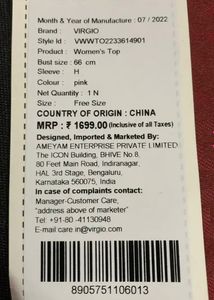 Month & Year of Manufacture : 07 / 2022
Brand : VIRGIO
Style Id : VWWTO2233614901
Product : Women's Top
Bust size : 66 cm
Sleeve : H
Colour : pink
Net Quantity : 1 N
Size : Free Size
COUNTRY OF ORIGIN : CHINA
MRP : ₹ 1699.00 (Inclusive of all Taxes)
Designed, Imported & Marketed By:
AMEYAM ENTERPRISE PRIVATE LIMITED
The ICON Building, BHIVE No.8,
80 Feet Main Road, Indiranagar,
HAL 3rd Stage, Bengaluru,
Karnataka 560075, India
In case of complaints contact:
Manager-Customer Care,
"address above of marketer"
Tel : +91 80 -41130948
E-mail care in@virgio.com
8905751106013